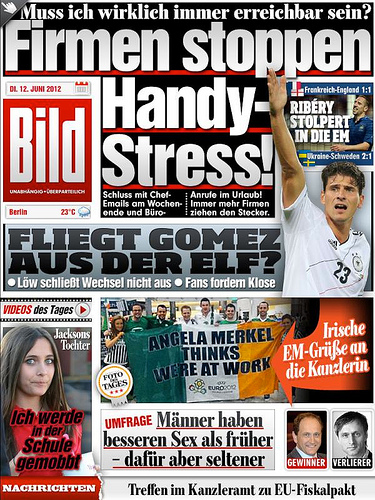 Muss ich wirklich immer erreichbar sein?
Firmen stoppen
Handy-
Stress!
DI. 12. JUNI 2012
Bild
UNABHÄNGIG • ÜBERPARTEILICH
Berlin 23°C
Schluss mit Chef-
Emails am Wochen-
ende und Büro-
Anrufe im Urlaub!
Immer mehr Firmen
ziehen den Stecker.
Frankreich-England 1:1
RIBÉRY
STOLPERT
IN DIE EM
Ukraine-Schweden 2:1
23
FLIEGT GOMEZ
AUS DER ELF?
• Löw schließt Wechsel nicht aus • Fans fordern Klose
VIDEOS des Tages
Jacksons
Tochter
Ich werde
in der
Schule
gemobbt
ANGELA MERKEL
THINKS
WE'RE AT WORK
EURO2012
FOTO
des
TAGES
Irische
EM-Grüße an
die Kanzlerin
UMFRAGE Männer haben
besseren Sex als früher
– dafür aber seltener
GEWINNER
VERLIERER
NACHRICHTEN
Treffen im Kanzleramt zu EU-Fiskalpakt